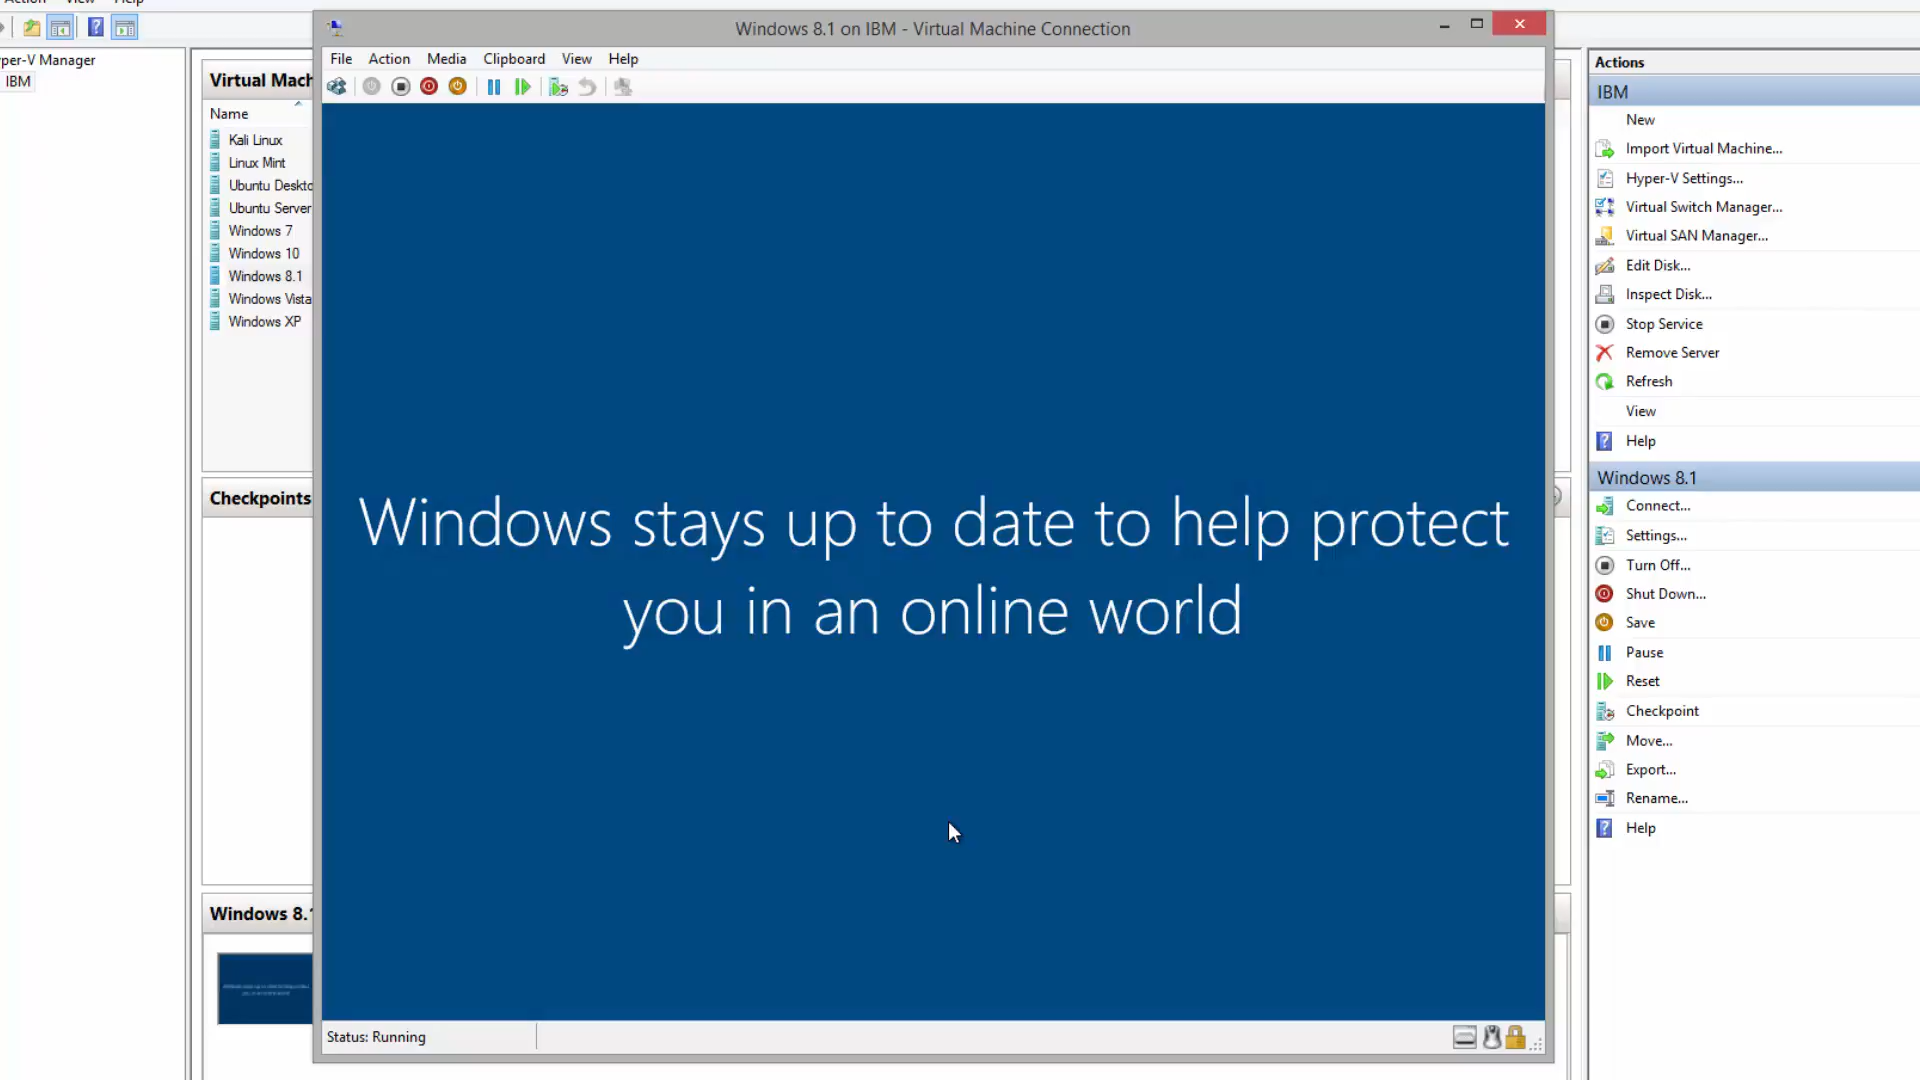 Action View Help
Windows 8.1 on IBM - Virtual Machine Connection
File Action Media Clipboard View Help
per-V Manager
IBM
Virtual Mach
Name
Kali Linux
Linux Mint
Ubuntu Deskto
Ubuntu Server
Windows 7
Windows 10
Windows 8.1
Windows Vista
Windows XP
Checkpoints
Windows 8.1
Windows stays up to date to help protect
you in an online world
Status: Running
Actions
IBM
New
Import Virtual Machine...
Hyper-V Settings...
Virtual Switch Manager...
Virtual SAN Manager...
Edit Disk...
Inspect Disk...
Stop Service
Remove Server
Refresh
View
Help
Windows 8.1
Connect...
Settings...
Turn Off...
Shut Down...
Save
Pause
Reset
Checkpoint
Move...
Export...
Rename...
Help